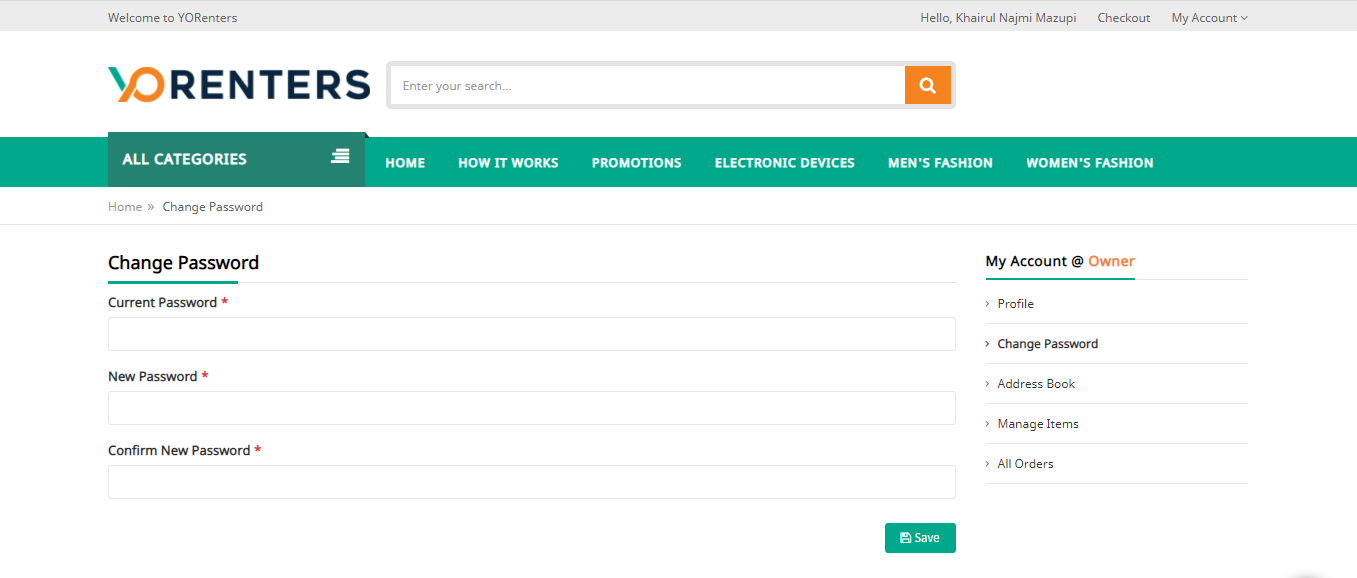 Welcome to YORenters
Hello, Khairul Najmi Mazupi
Checkout
My Account
YORENTERS
Enter your search...
ALL CATEGORIES
HOME
HOW IT WORKS
PROMOTIONS
ELECTRONIC DEVICES
MEN'S FASHION
WOMEN'S FASHION
Home » Change Password
Change Password
Current Password *
New Password *
Confirm New Password *
Save
My Account @ Owner
Profile
Change Password
Address Book
Manage Items
All Orders